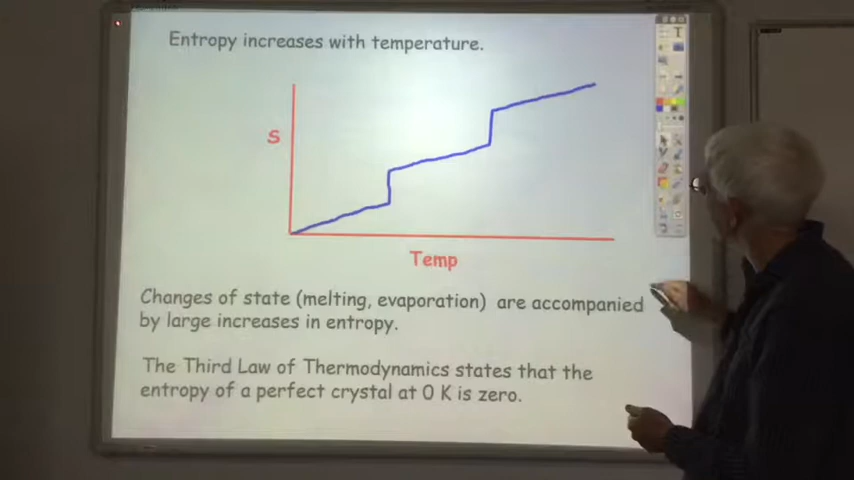 Entropy increases with temperature.
S
Temp
Changes of state (melting, evaporation) are accompanied
by large increases in entropy.
The Third Law of Thermodynamics states that the
entropy of a perfect crystal at 0 K is zero.